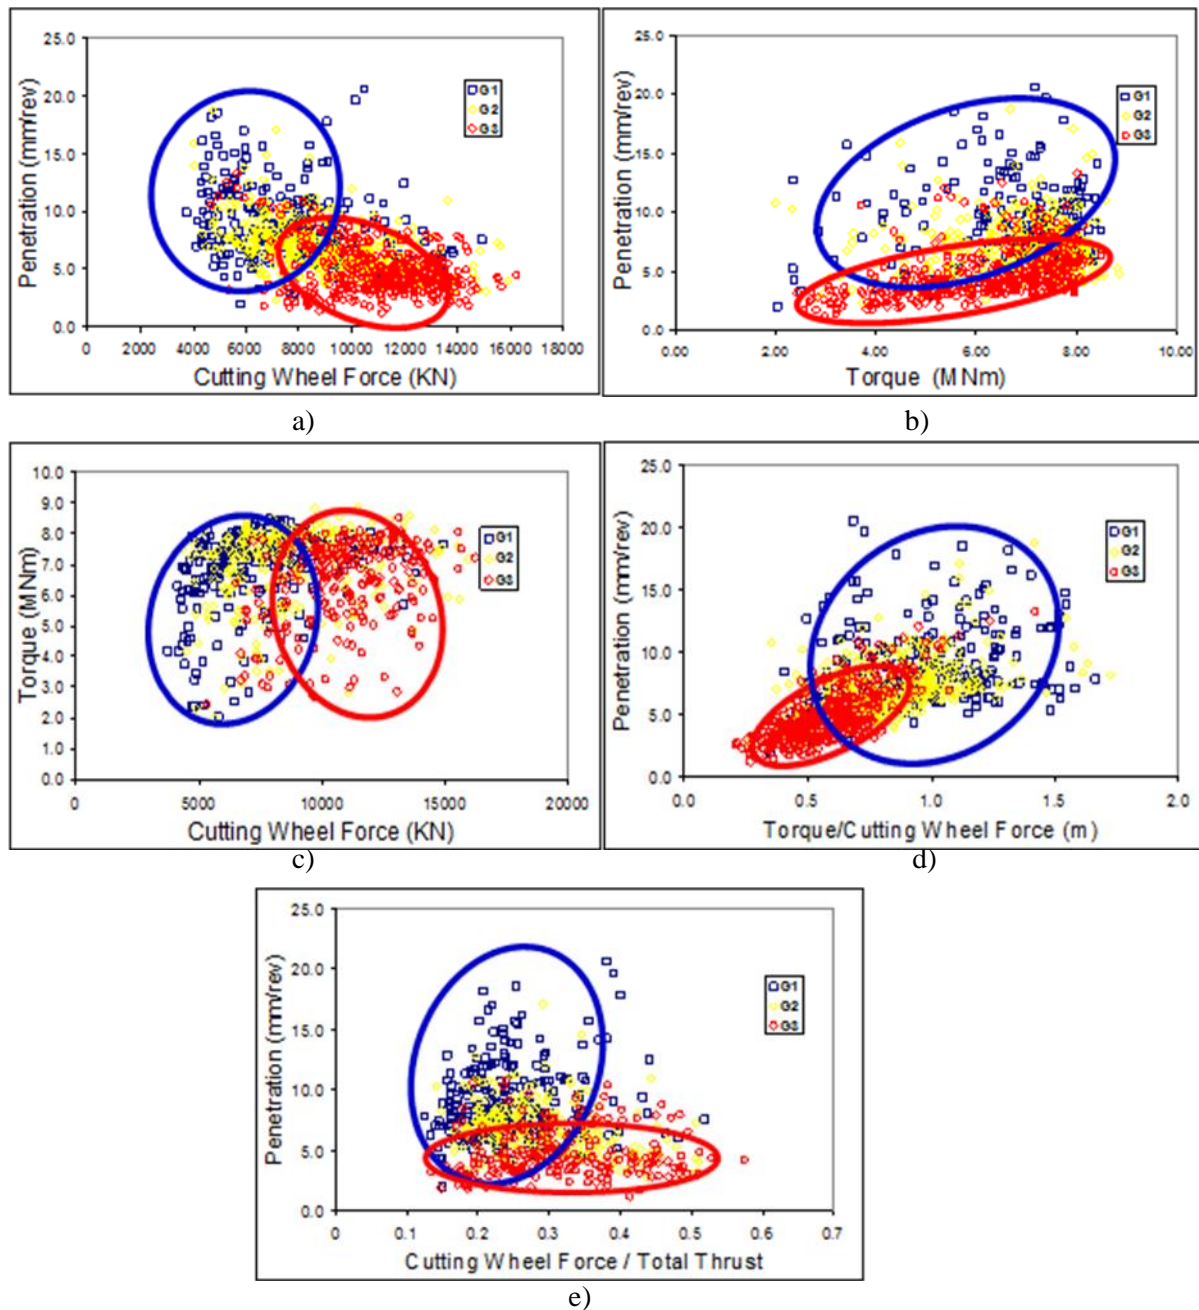 25.0
20.0
15.0
10.0
5.0
0.0
Penetration (mm/rev)
G1
G2
G3
0 2000 4000 6000 8000 10000 12000 14000 16000 18000
Cutting Wheel Force (KN)
a)
25.0
20.0
15.0
10.0
5.0
0.0
Penetration (mm/rev)
G1
G2
G3
0.00 2.00 4.00 6.00 8.00 10.00
Torque (MNm)
b)
10.0
9.0
8.0
7.0
6.0
5.0
4.0
3.0
2.0
1.0
0.0
Torque (MNm)
G1
G2
G3
0 5000 10000 15000 20000
Cutting Wheel Force (KN)
c)
25.0
20.0
15.0
10.0
5.0
0.0
Penetration (mm/rev)
G1
G2
G3
0.0 0.5 1.0 1.5 2.0
Torque/Cutting Wheel Force (m)
d)
25.0
20.0
15.0
10.0
5.0
0.0
Penetration (mm/rev)
G1
G2
G3
0 0.1 0.2 0.3 0.4 0.5 0.6 0.7
Cutting Wheel Force / Total Thrust
e)